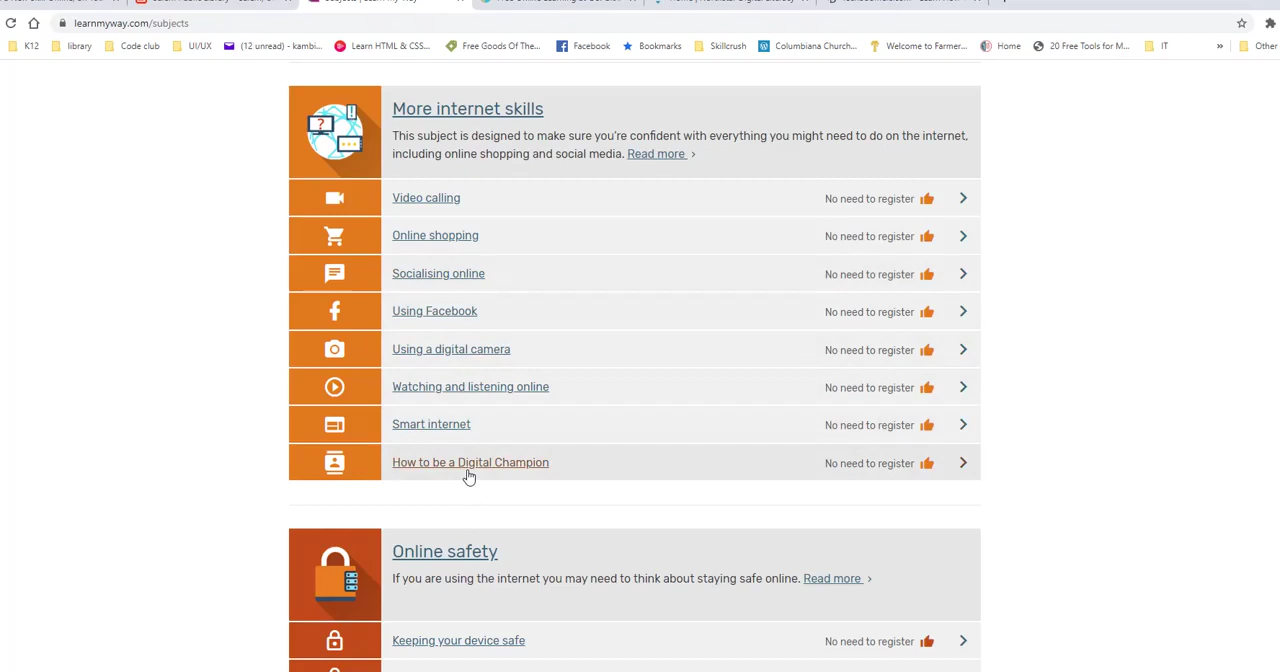 learnmyway.com/subjects
K12 library Code club UI/UX (12 unread) - kambi... Learn HTML & CSS... Free Goods Of The... Facebook Bookmarks Skillcrush Columbiana Church... Welcome to Farmer... Home 20 Free Tools for M... IT » Other
More internet skills
This subject is designed to make sure you're confident with everything you might need to do on the internet,
including online shopping and social media. Read more ›
Video calling No need to register
Online shopping No need to register
Socialising online No need to register
Using Facebook No need to register
Using a digital camera No need to register
Watching and listening online No need to register
Smart internet No need to register
How to be a Digital Champion No need to register
Online safety
If you are using the internet you may need to think about staying safe online. Read more ›
Keeping your device safe No need to register